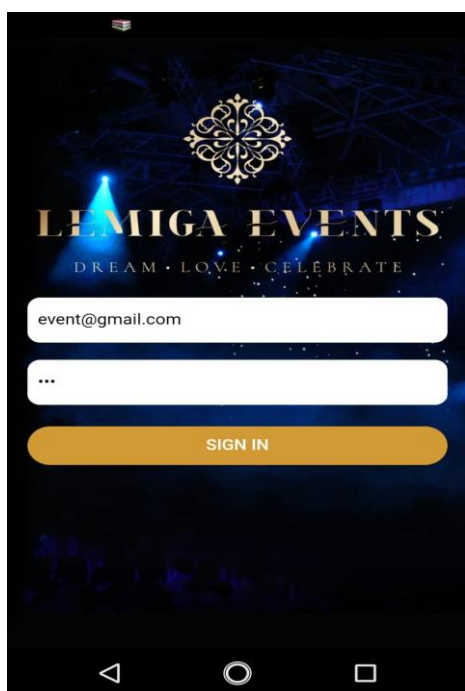 LEMIGA EVENTS
DREAM • LOVE • CELEBRATE
event@gmail.com
•••
SIGN IN